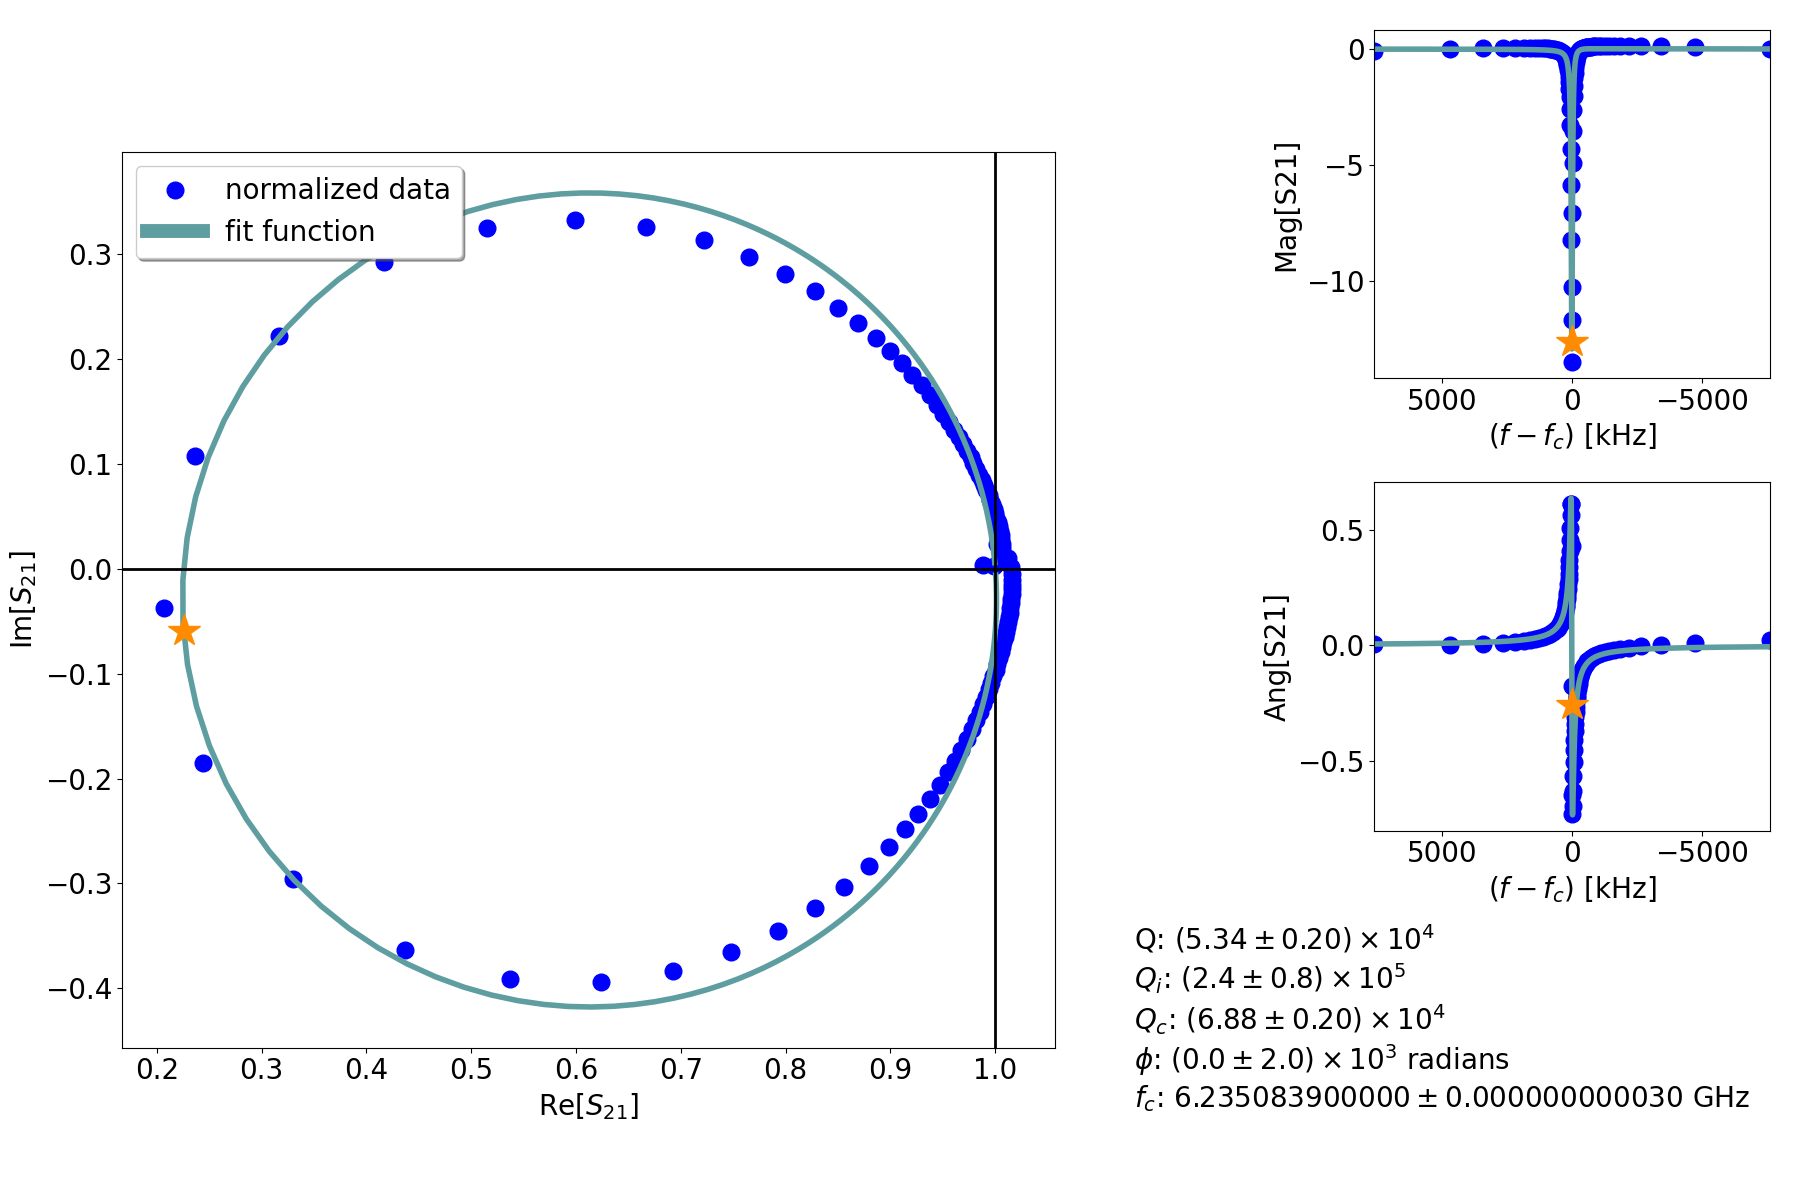 normalized data
fit function
0.3
0.2
0.1
0.0
−0.1
−0.2
−0.3
−0.4
Im[S21]
0.2 0.3 0.4 0.5 0.6 0.7 0.8 0.9 1.0
Re[S21]
0
−5
−10
Mag[S21]
5000 0 −5000
(f − fc) [kHz]
0.5
0.0
−0.5
Ang[S21]
5000 0 −5000
(f − fc) [kHz]
Q: (5.34 ± 0.20) × 10^4
Qi: (2.4 ± 0.8) × 10^5
Qc: (6.88 ± 0.20) × 10^4
ϕ: (0.0 ± 2.0) × 10^3 radians
fc: 6.235083900000 ± 0.000000000030 GHz